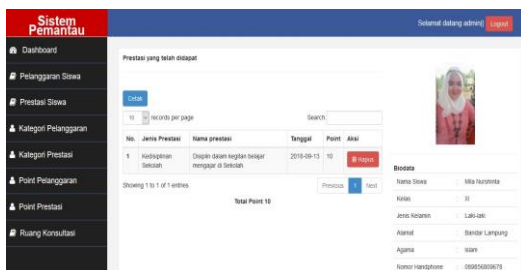 Sistem
Pemantau
Selamat datang admin|| Logout
Dashboard
Pelanggaran Siswa
Prestasi Siswa
Kategori Pelanggaran
Kategori Prestasi
Point Pelanggaran
Point Prestasi
Ruang Konsultasi
Prestasi yang telah didapat
Cetak
10 records per page Search:
No. Jenis Prestasi Nama prestasi Tanggal Point Aksi
1 Kedisiplinan Sekolah Disiplin dalam kegitan belajar mengajar di Sekolah 2018-09-13 10 Hapus
Showing 1 to 1 of 1 entries Previous 1 Next
Total Point 10
Biodata
Nama Siswa : Mila Nurshinta
Kelas : XI
Jenis Kelamin : Laki-laki
Alamat : Bandar Lampung
Agama : Islam
Nomor Handphone : 089656809678